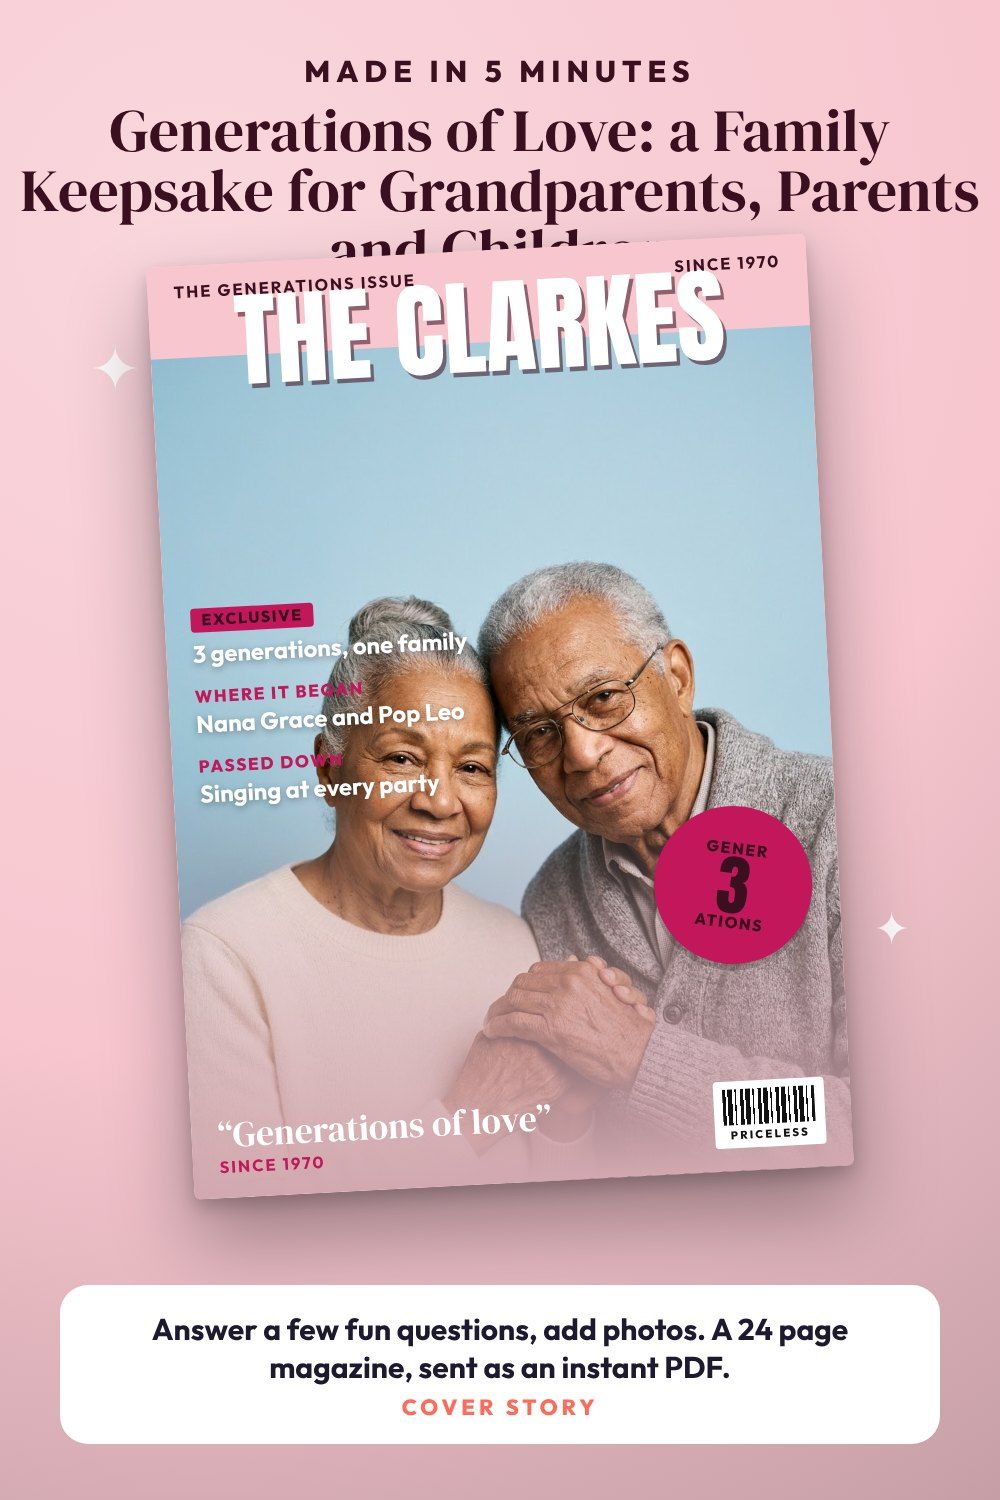 MADE IN 5 MINUTES
Generations of Love: a Family
Keepsake for Grandparents, Parents
and Children
THE GENERATIONS ISSUE
SINCE 1970
THE CLARKES
EXCLUSIVE
3 generations, one family
WHERE IT BEGAN
Nana Grace and Pop Leo
PASSED DOWN
Singing at every party
GENER
3
ATIONS
“Generations of love”
SINCE 1970
PRICELESS
Answer a few fun questions, add photos. A 24 page
magazine, sent as an instant PDF.
COVER STORY